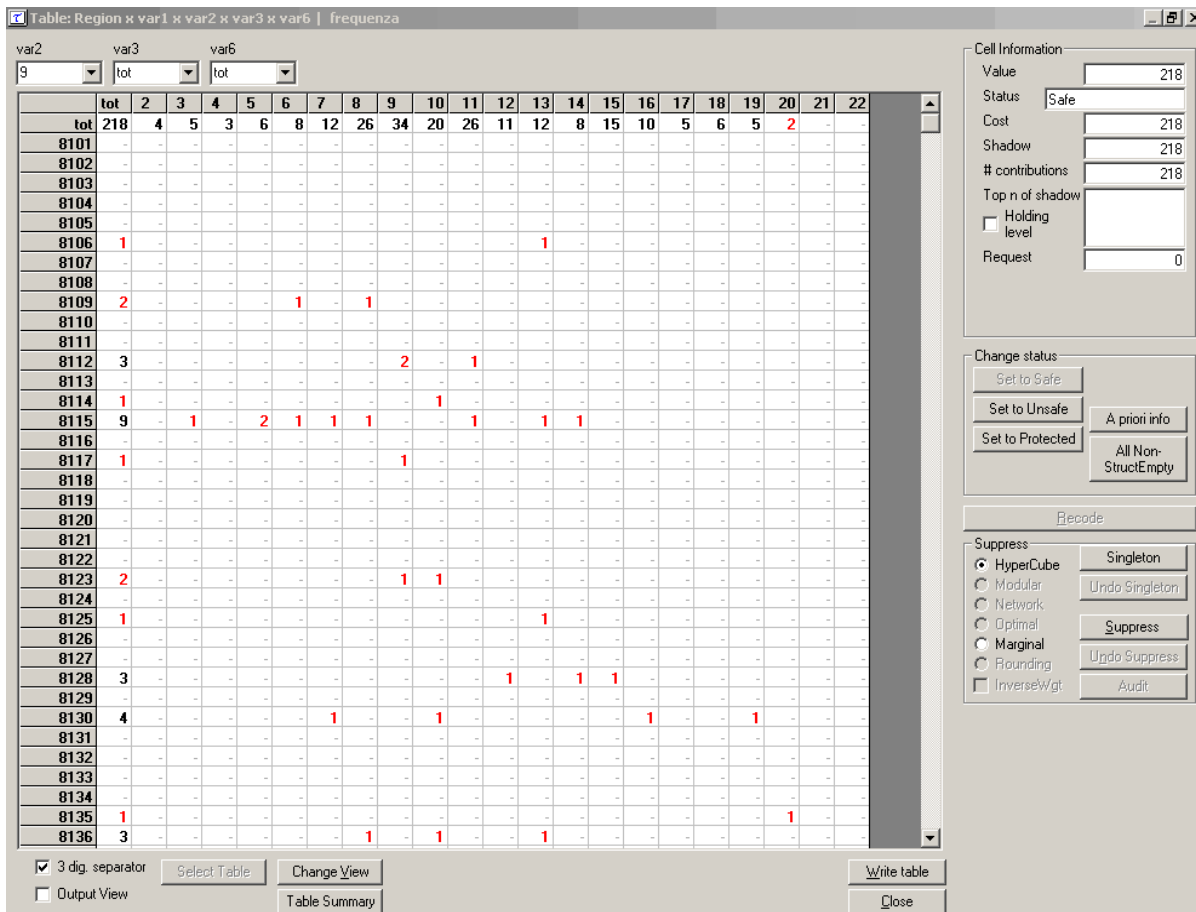 Table: Region x var1 x var2 x var3 x var6 | frequenza
var2 var3 var6
9 tot tot
tot 2 3 4 5 6 7 8 9 10 11 12 13 14 15 16 17 18 19 20 21 22
tot 218 4 5 3 6 8 12 26 34 20 26 11 12 8 15 10 5 6 5 2 - -
8101 - - - - - - - - - - - - - - - - - - - - - -
8102 - - - - - - - - - - - - - - - - - - - - - -
8103 - - - - - - - - - - - - - - - - - - - - - -
8104 - - - - - - - - - - - - - - - - - - - - - -
8105 - - - - - - - - - - - - - - - - - - - - - -
8106 1 - - - - - - - - - - - 1 - - - - - - - - -
8107 - - - - - - - - - - - - - - - - - - - - - -
8108 - - - - - - - - - - - - - - - - - - - - - -
8109 2 - - - - 1 - 1 - - - - - - - - - - - - - -
8110 - - - - - - - - - - - - - - - - - - - - - -
8111 - - - - - - - - - - - - - - - - - - - - - -
8112 3 - - - - - - - 2 - 1 - - - - - - - - - - -
8113 - - - - - - - - - - - - - - - - - - - - - -
8114 1 - - - - - - - - 1 - - - - - - - - - - - -
8115 9 - 1 - 2 1 1 1 - - 1 - 1 1 - - - - - - - -
8116 - - - - - - - - - - - - - - - - - - - - - -
8117 1 - - - - - - - 1 - - - - - - - - - - - - -
8118 - - - - - - - - - - - - - - - - - - - - - -
8119 - - - - - - - - - - - - - - - - - - - - - -
8120 - - - - - - - - - - - - - - - - - - - - - -
8121 - - - - - - - - - - - - - - - - - - - - - -
8122 - - - - - - - - - - - - - - - - - - - - - -
8123 2 - - - - - - - 1 1 - - - - - - - - - - - -
8124 - - - - - - - - - - - - - - - - - - - - - -
8125 1 - - - - - - - - - - - 1 - - - - - - - - -
8126 - - - - - - - - - - - - - - - - - - - - - -
8127 - - - - - - - - - - - - - - - - - - - - - -
8128 3 - - - - - - - - - - 1 - 1 1 - - - - - - -
8129 - - - - - - - - - - - - - - - - - - - - - -
8130 4 - - - - - 1 - - 1 - - - - - 1 - - 1 - - -
8131 - - - - - - - - - - - - - - - - - - - - - -
8132 - - - - - - - - - - - - - - - - - - - - - -
8133 - - - - - - - - - - - - - - - - - - - - - -
8134 - - - - - - - - - - - - - - - - - - - - - -
8135 1 - - - - - - - - - - - - - - - - - - 1 - -
8136 3 - - - - - - 1 - 1 - - 1 - - - - - - - - -
3 dig. separator Select Table Change View Write table
Output View Table Summary Close
Cell Information
Value 218
Status Safe
Cost 218
Shadow 218
# contributions 218
Top n of shadow
Holding
level
Request 0
Change status
Set to Safe
Set to Unsafe A priori info
Set to Protected
All Non-
StructEmpty
Recode
Suppress
HyperCube Singleton
Modular Undo Singleton
Network
Optimal Suppress
Marginal
Rounding Undo Suppress
InverseWgt Audit